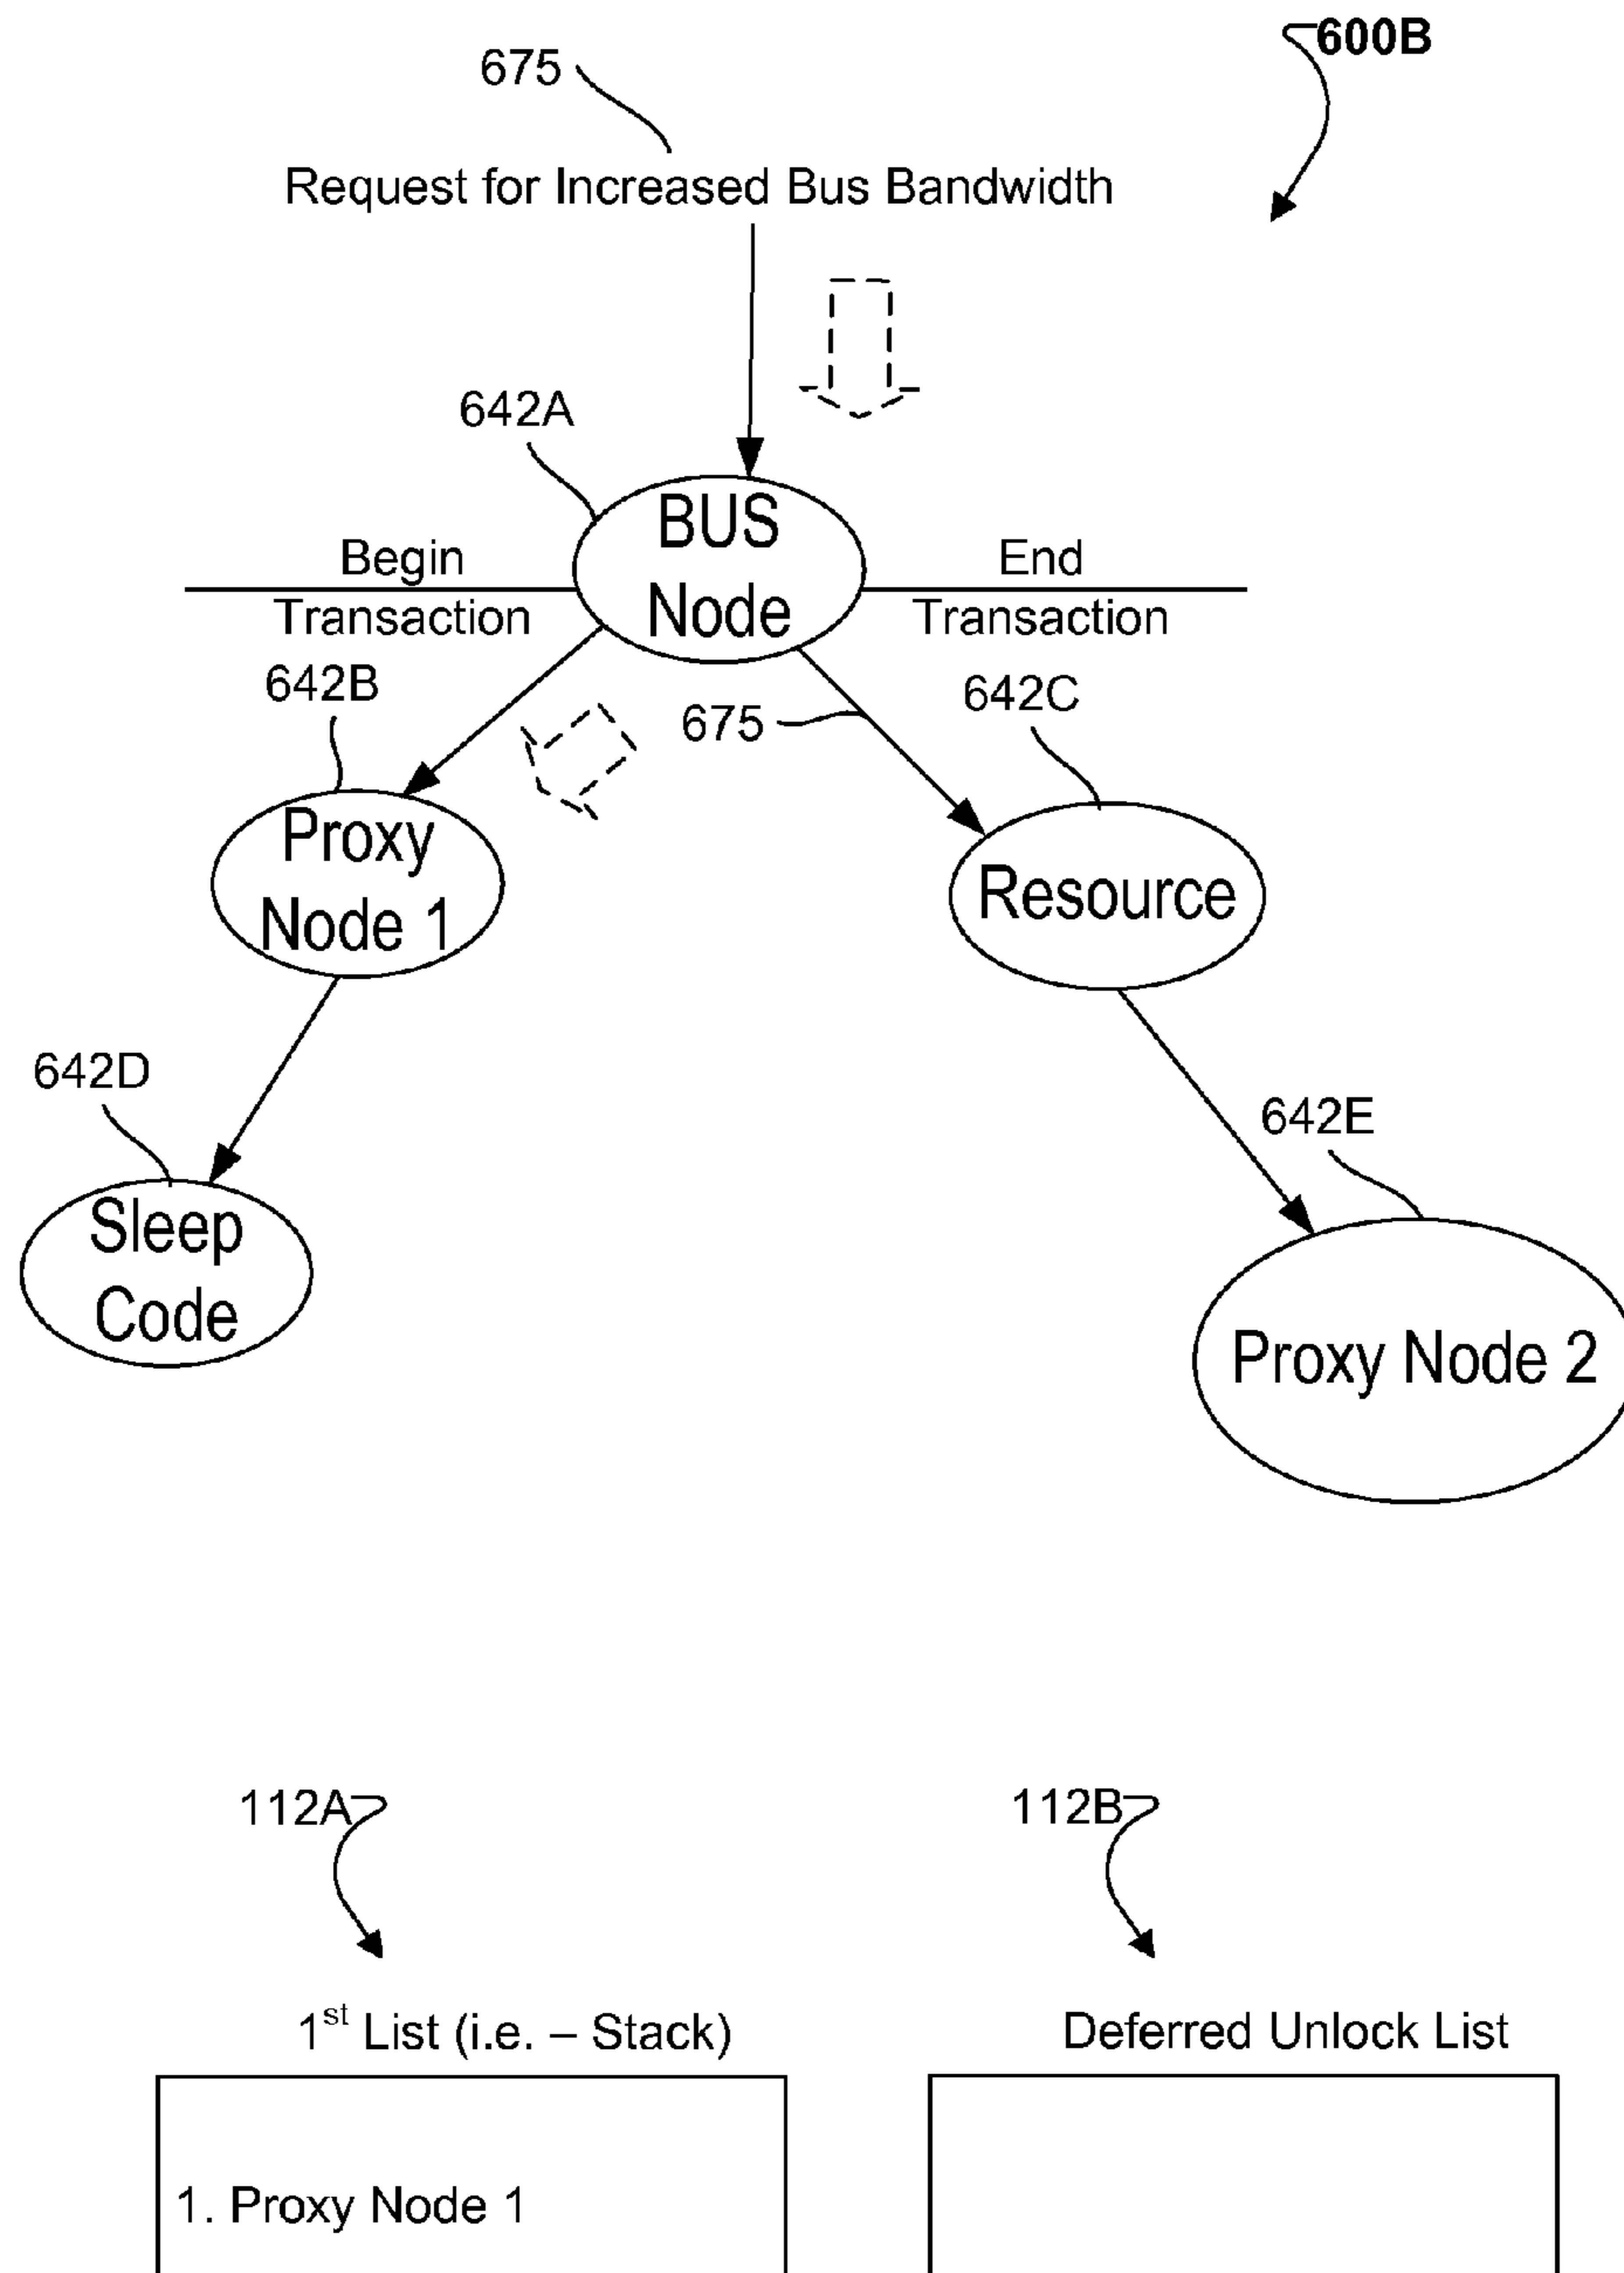 600B
675
Request for Increased Bus Bandwidth
642A
BUS
Node
Begin
Transaction
End
Transaction
642B
675
642C
Proxy
Node 1
Resource
642D
642E
Sleep
Code
Proxy Node 2
112A
112B
1st List (i.e. – Stack)
Deferred Unlock List
1. Proxy Node 1